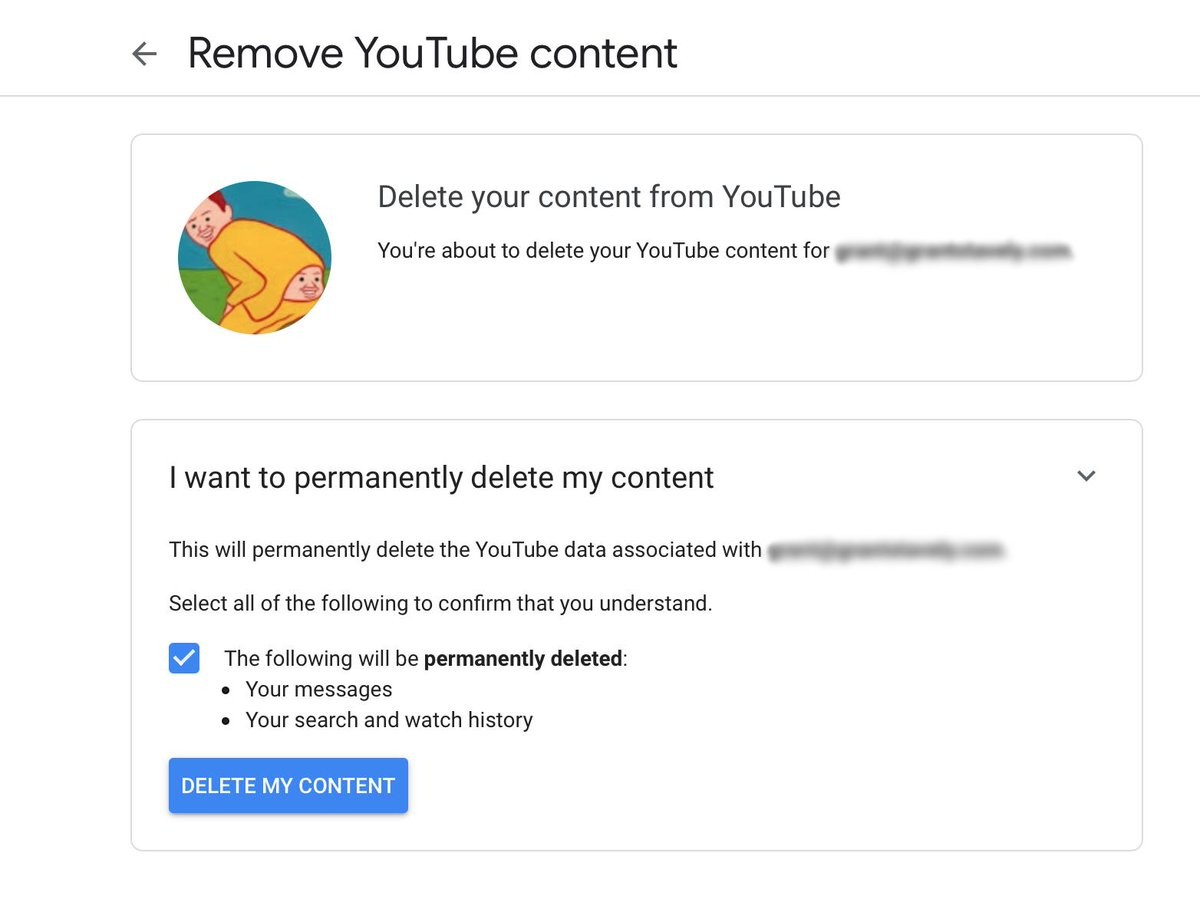 Remove YouTube content
Delete your content from YouTube
You're about to delete your YouTube content for
I want to permanently delete my content
This will permanently delete the YouTube data associated with
Select all of the following to confirm that you understand.
The following will be permanently deleted:
• Your messages
• Your search and watch history
DELETE MY CONTENT